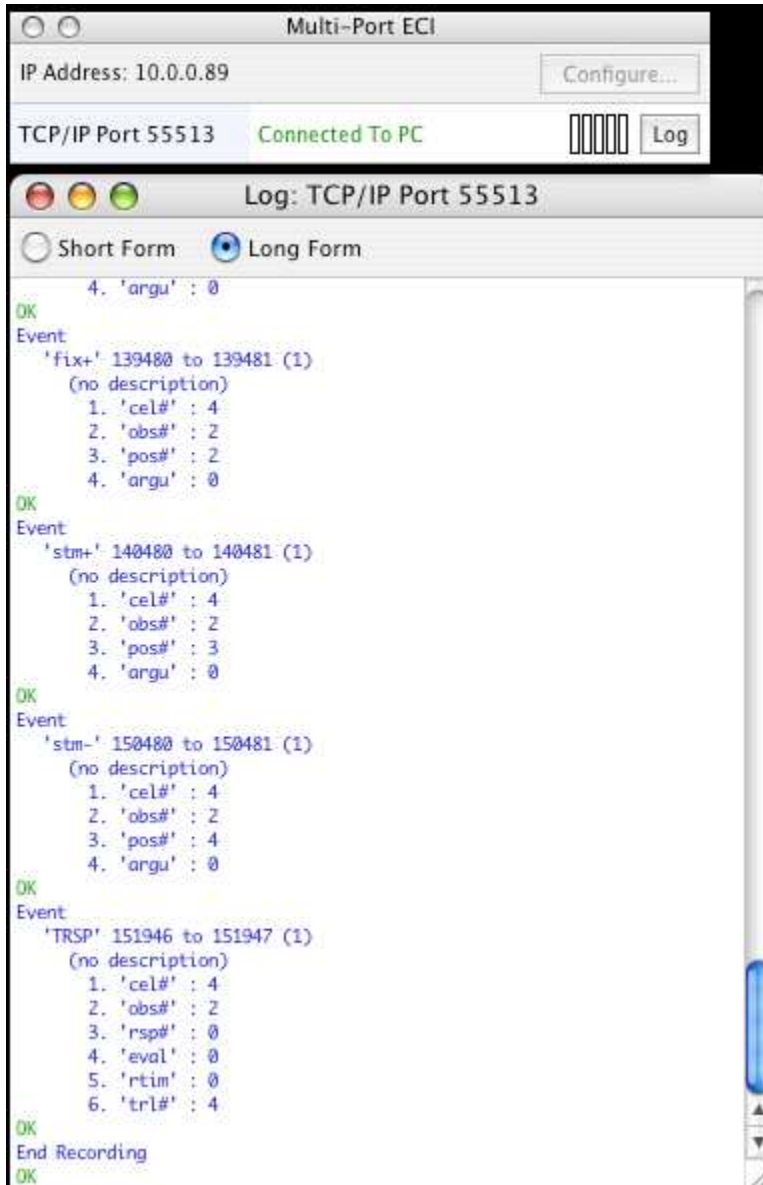 Multi-Port ECI
IP Address: 10.0.0.89
Configure...
TCP/IP Port 55513 Connected To PC Log
Log: TCP/IP Port 55513
Short Form Long Form
4. 'argu' : 0
OK
Event
'fix+' 139480 to 139481 (1)
(no description)
1. 'cel#' : 4
2. 'obs#' : 2
3. 'pos#' : 2
4. 'argu' : 0
OK
Event
'stm+' 140480 to 140481 (1)
(no description)
1. 'cel#' : 4
2. 'obs#' : 2
3. 'pos#' : 3
4. 'argu' : 0
OK
Event
'stm-' 150480 to 150481 (1)
(no description)
1. 'cel#' : 4
2. 'obs#' : 2
3. 'pos#' : 4
4. 'argu' : 0
OK
Event
'TRSP' 151946 to 151947 (1)
(no description)
1. 'cel#' : 4
2. 'obs#' : 2
3. 'rsp#' : 0
4. 'eval' : 0
5. 'rtim' : 0
6. 'trl#' : 4
OK
End Recording
OK